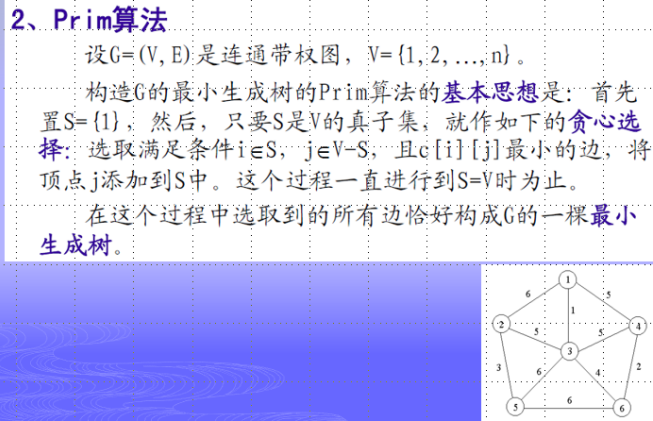 2、Prim算法
设G=(V,E)是连通带权图，V={1,2,…,n}。
构造G的最小生成树的Prim算法的基本思想是：首先
置S={1}，然后，只要S是V的真子集，就作如下的贪心选
择：选取满足条件i∈S，j∈V-S，且c[i][j]最小的边，将
顶点j添加到S中。这个过程一直进行到S=V时为止。
在这个过程中选取到的所有边恰好构成G的一棵最小
生成树。
1
6
5
1
2
4
5
5
3
3
6
4
2
5
6
6